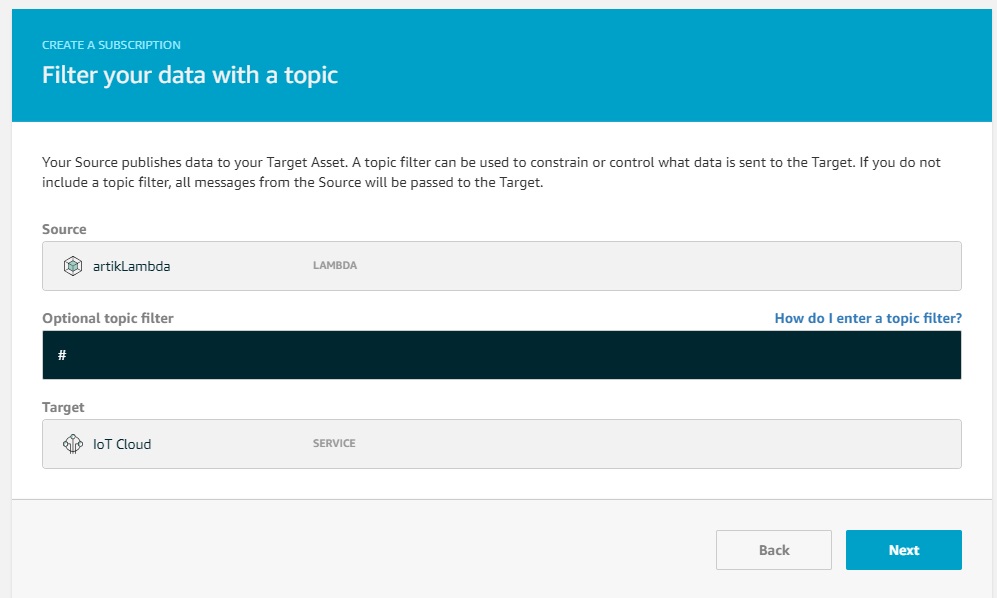 CREATE A SUBSCRIPTION
Filter your data with a topic
Your Source publishes data to your Target Asset. A topic filter can be used to constrain or control what data is sent to the Target. If you do not
include a topic filter, all messages from the Source will be passed to the Target.
Source
artikLambda LAMBDA
Optional topic filter How do I enter a topic filter?
#
Target
IoT Cloud SERVICE
Back Next